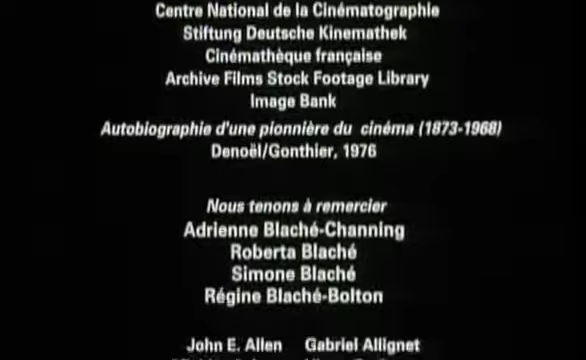 Centre National de la Cinématographie
Stiftung Deutsche Kinemathek
Cinémathèque française
Archive Films Stock Footage Library
Image Bank
Autobiographie d'une pionnière du cinéma (1873-1968)
Denoël/Gonthier, 1976
Nous tenons à remercier
Adrienne Blaché-Channing
Roberta Blaché
Simone Blaché
Régine Blaché-Bolton
John E. Allen Gabriel Allignet